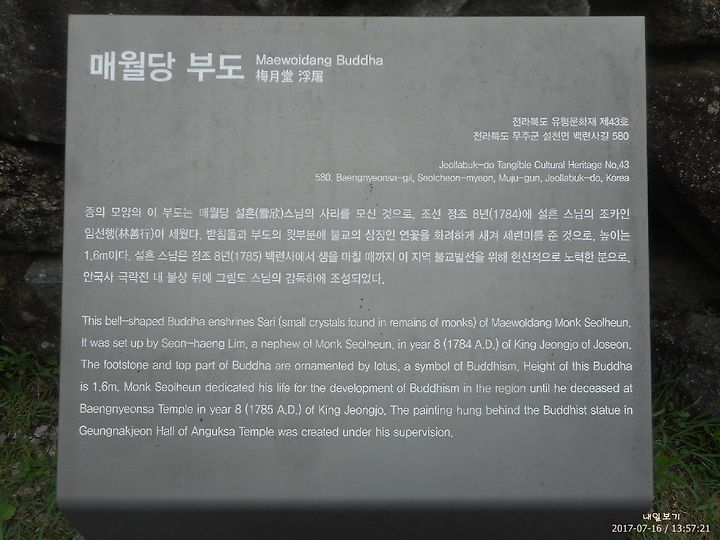 매월당 부도
Maewoldang Buddha
梅月堂 浮屠
전라북도 유형문화재 제43호
전라북도 무주군 설천면 백련사길 580
Jeollabuk-do Tangible Cultural Heritage No.43
580, Baengnyeonsa-gil, Seolcheon-myeon, Muju-gun, Jeollabuk-do, Korea
종의 모양의 이 부도는 매월당 설흔(雪欣)스님의 사리를 모신 것으로, 조선 정조 8년(1784)에 설흔 스님의 조카인
임선행(林善行)이 세웠다. 받침돌과 부도의 윗부분에 불교의 상징인 연꽃을 화려하게 새겨 세련미를 준 것으로, 높이는
1.6m이다. 설흔 스님은 정조 8년(1785) 백련사에서 생을 마칠 때까지 이 지역 불교발전을 위해 헌신적으로 노력한 분으로,
안국사 극락전 내 불상 뒤에 그림도 스님의 감독하에 조성되었다.
This bell-shaped Buddha enshrines Sari (small crystals found in remains of monks) of Maewoldang Monk Seolheun.
It was set up by Seon-haeng Lim, a nephew of Monk Seolheun, in year 8 (1784 A.D.) of King Jeongjo of Joseon.
The footstone and top part of Buddha are ornamented by lotus, a symbol of Buddhism. Height of this Buddha
is 1.6m. Monk Seolheun dedicated his life for the development of Buddhism in the region until he deceased at
Baengnyeonsa Temple in year 8 (1785 A.D.) of King Jeongjo. The painting hung behind the Buddhist statue in
Geungnakjeon Hall of Anguksa Temple was created under his supervision.
내일보기
2017-07-16 / 13:57:21